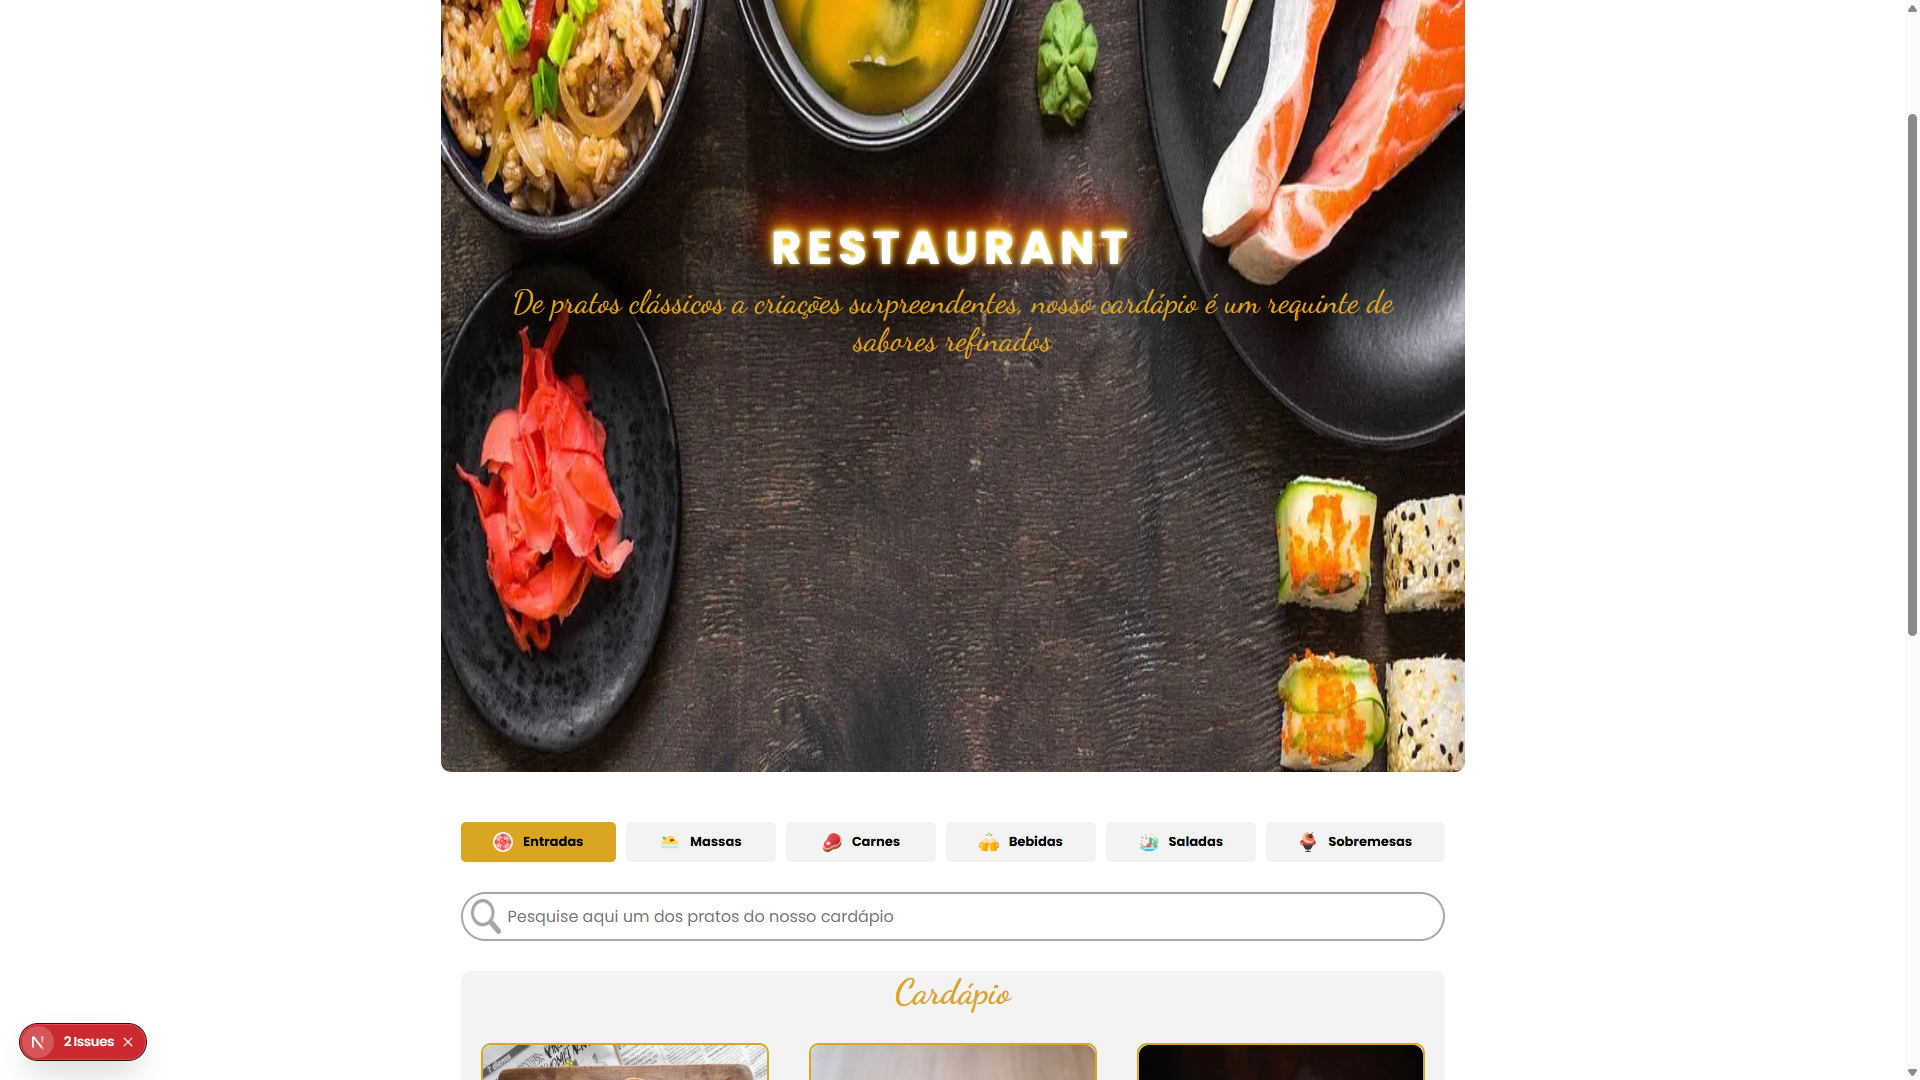 RESTAURANT
De pratos clássicos a criações surpreendentes, nosso cardápio é um requinte de
sabores refinados
Entradas
Massas
Carnes
Bebidas
Saladas
Sobremesas
Pesquise aqui um dos pratos do nosso cardápio
Cardápio
N 2 Issues